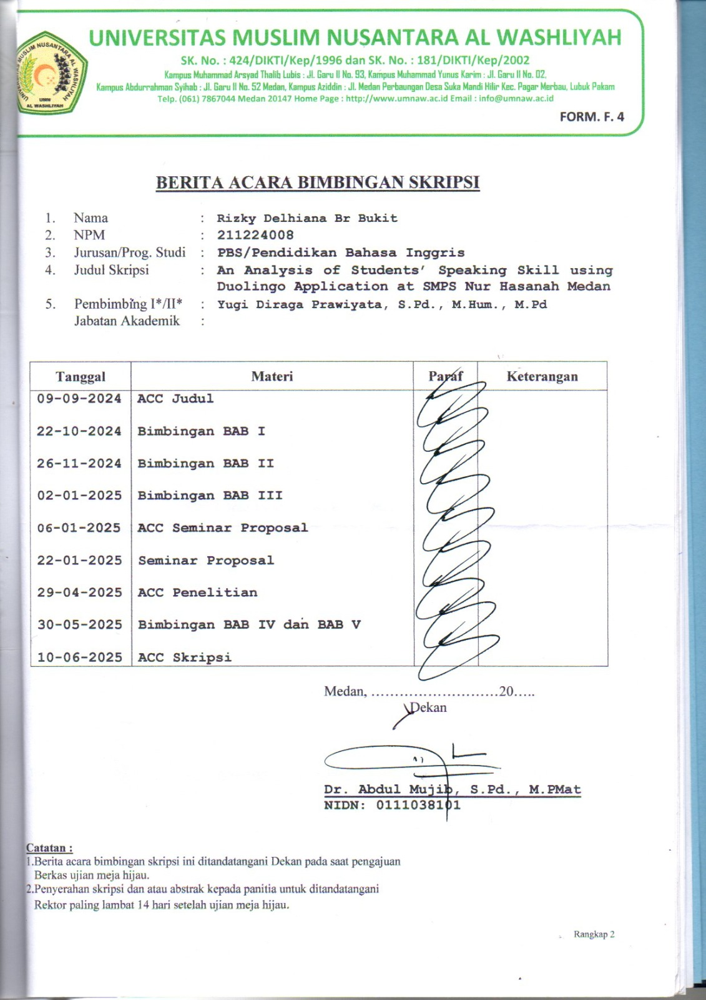 UNIVERSITAS MUSLIM NUSANTARA AL WASHLIYAH
SK. No. : 424/DIKTI/Kep/1996 dan SK. No. : 181/DIKTI/Kep/2002
Kampus Muhammad Arsyad Thalib Lubis : Jl. Garu II No. 93, Kampus Muhammad Yunus Karim : Jl. Garu II No. 02,
Kampus Abdurrahman Syihab : Jl. Garu II No. 52 Medan, Kampus Aziddin : Jl. Medan Perbaungan Desa Suka Mandi Hilir Kec. Pagar Merbau, Lubuk Pakam
Telp. (061) 7867044 Medan 20147 Home Page : http://www.umnaw.ac.id Email : info@umnaw.ac.id
UNIVERSITAS MUSLIM NUSANTARA AL WASHLIYAH
UMN
AL WASHLIYAH
FORM. F. 4
BERITA ACARA BIMBINGAN SKRIPSI
1. Nama : Rizky Delhiana Br Bukit
2. NPM : 211224008
3. Jurusan/Prog. Studi : PBS/Pendidikan Bahasa Inggris
4. Judul Skripsi : An Analysis of Students' Speaking Skill using
Duolingo Application at SMPS Nur Hasanah Medan
5. Pembimbing I*/II* : Yugi Diraga Prawiyata, S.Pd., M.Hum., M.Pd
Jabatan Akademik :
Tanggal Materi Paraf Keterangan
09-09-2024 ACC Judul
22-10-2024 Bimbingan BAB I
26-11-2024 Bimbingan BAB II
02-01-2025 Bimbingan BAB III
06-01-2025 ACC Seminar Proposal
22-01-2025 Seminar Proposal
29-04-2025 ACC Penelitian
30-05-2025 Bimbingan BAB IV dan BAB V
10-06-2025 ACC Skripsi
Medan, ...........................20.....
Dekan
Dr. Abdul Mujib, S.Pd., M.PMat
NIDN: 0111038101
Catatan :
1.Berita acara bimbingan skripsi ini ditandatangani Dekan pada saat pengajuan
Berkas ujian meja hijau.
2.Penyerahan skripsi dan atau abstrak kepada panitia untuk ditandatangani
Rektor paling lambat 14 hari setelah ujian meja hijau.
Rangkap 2